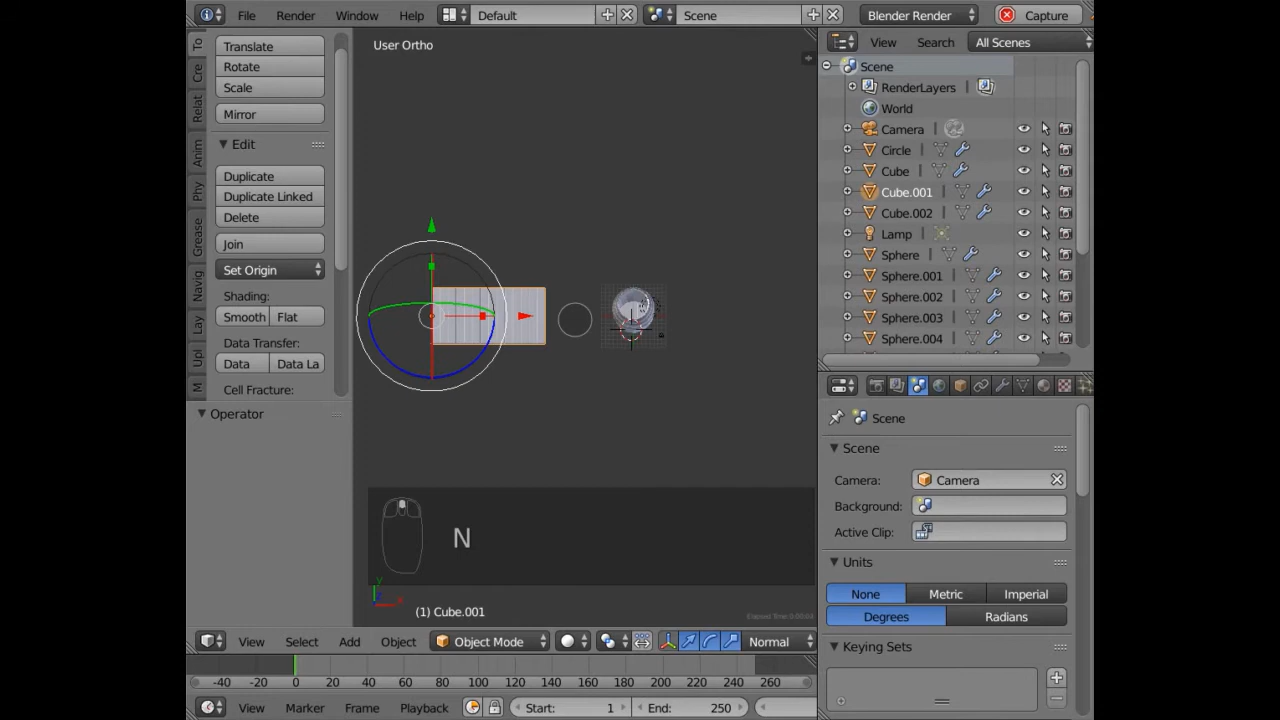 File Render Window Help Default Scene Blender Render Capture
User Ortho
View Search All Scenes
Translate
Rotate
Scale
Mirror
Edit
Duplicate
Duplicate Linked
Delete
Join
Set Origin
Shading:
Smooth Flat
Data Transfer:
Data Data La
Cell Fracture:
Operator
To
Cre
Relat
Anim
Phy
Grease
Navig
Lay
Upl
M
Scene
RenderLayers
World
Camera
Circle
Cube
Cube.001
Cube.002
Lamp
Sphere
Sphere.001
Sphere.002
Sphere.003
Sphere.004
Scene
Scene
Camera: Camera
Background:
Active Clip:
Units
None Metric Imperial
Degrees Radians
Keying Sets
N
(1) Cube.001
Elapsed Time: 0:00:04
View Select Add Object Object Mode Normal
-40 -20 0 20 40 60 80 100 120 140 160 180 200 220 240 260
View Marker Frame Playback Start: 1 End: 250